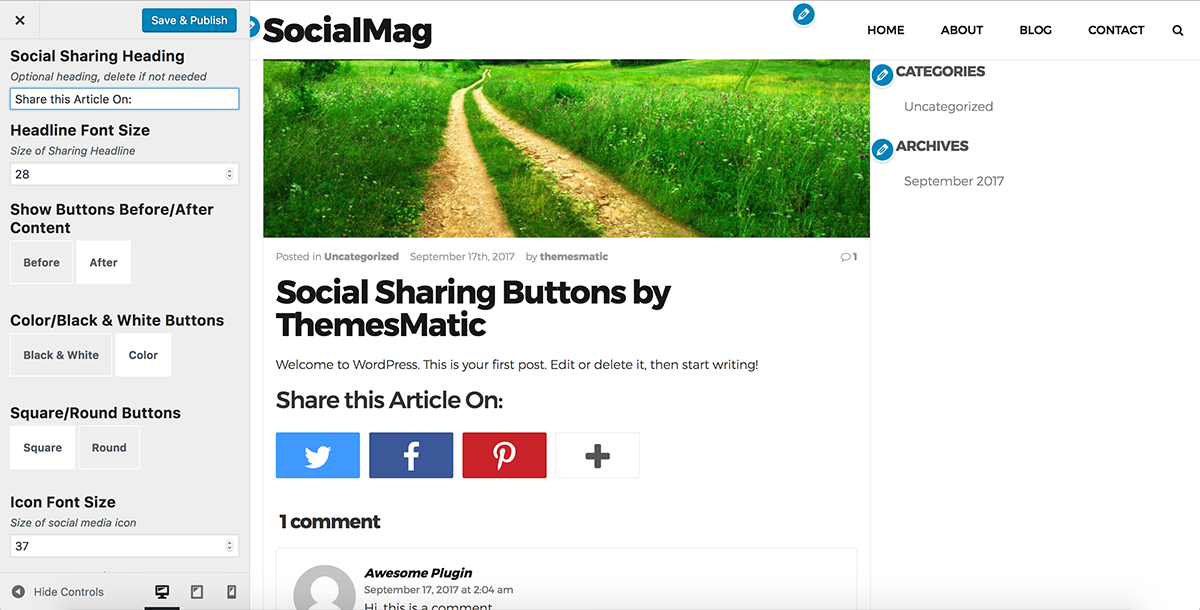 Save & Publish
Social Sharing Heading
Optional heading, delete if not needed
Share this Article On:
Headline Font Size
Size of Sharing Headline
28
Show Buttons Before/After
Content
Before After
Color/Black & White Buttons
Black & White Color
Square/Round Buttons
Square Round
Icon Font Size
Size of social media icon
37
Hide Controls
SocialMag
HOME ABOUT BLOG CONTACT
Posted in Uncategorized September 17th, 2017 by themesmatic 1
Social Sharing Buttons by
ThemesMatic
Welcome to WordPress. This is your first post. Edit or delete it, then start writing!
Share this Article On:
1 comment
Awesome Plugin
September 17, 2017 at 2:04 am
Hi, this is a comment
CATEGORIES
Uncategorized
ARCHIVES
September 2017